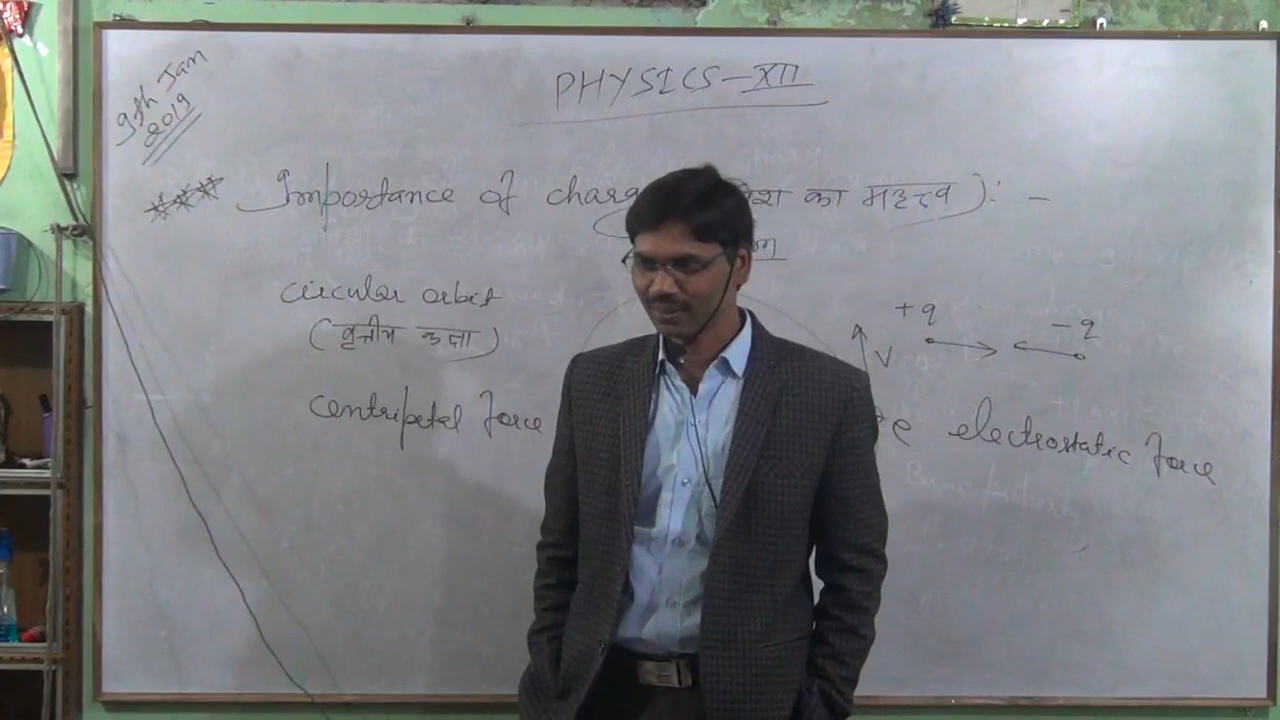 9th Jan
2019
PHYSICS-XII
*** Importance of charg का महत्त्व ): -
circular orbit
(वृत्तीय कक्षा)
+q
-q
V
centripetal force
electrostatic force